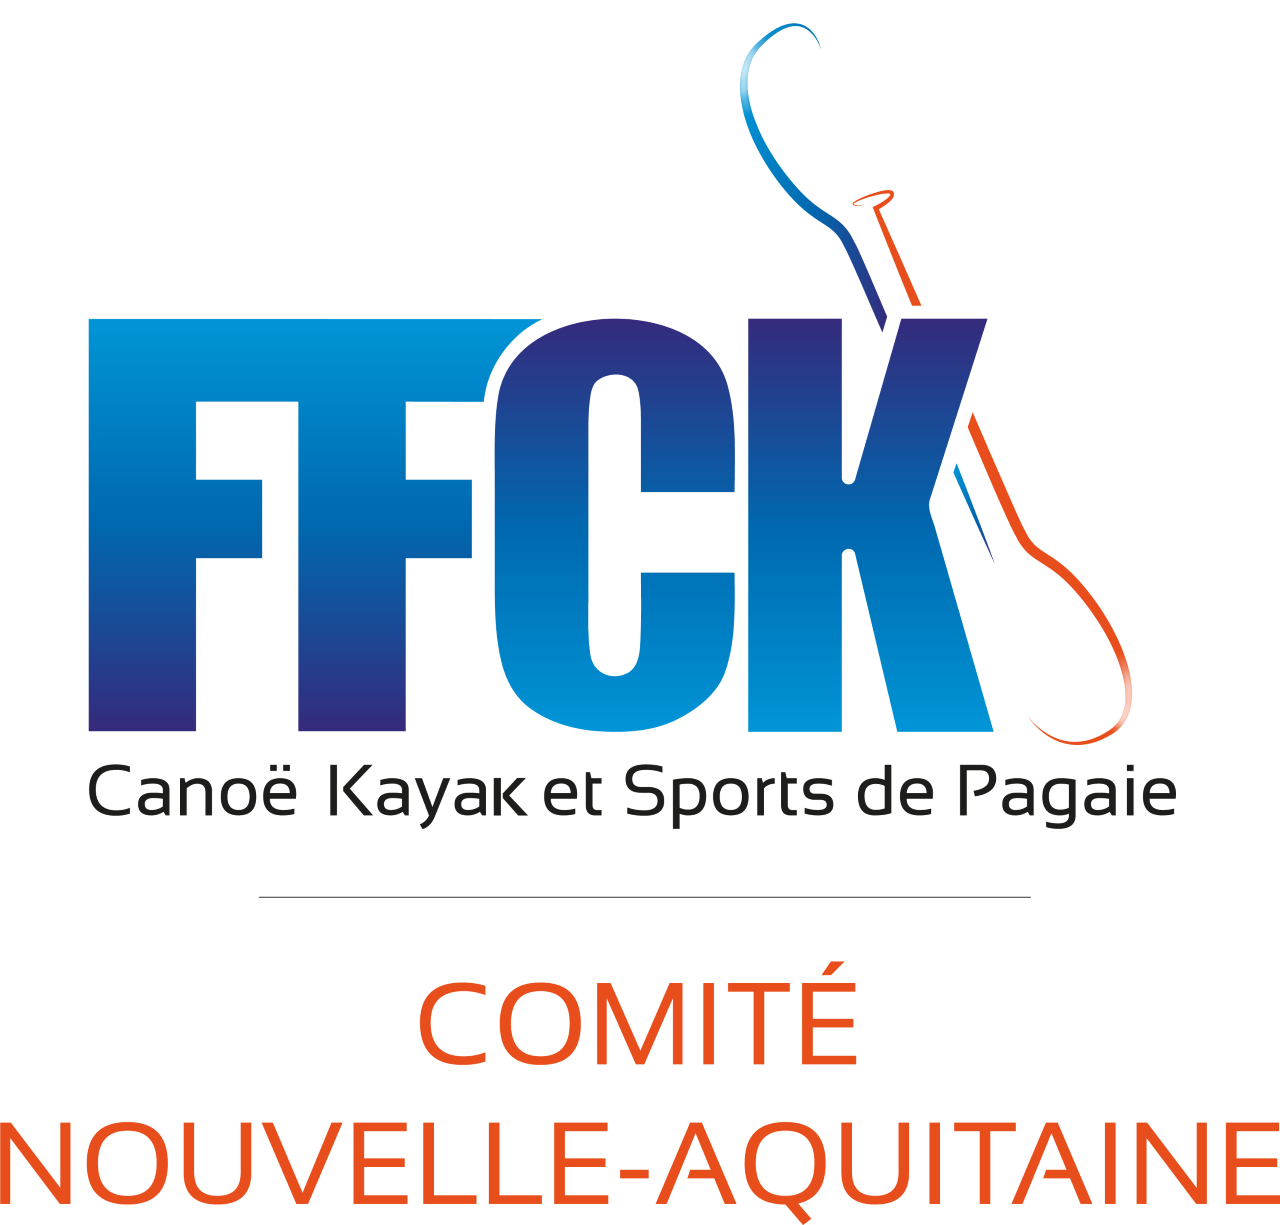 FFCK
Canoë Kayak et Sports de Pagaie
COMITÉ
NOUVELLE-AQUITAINE